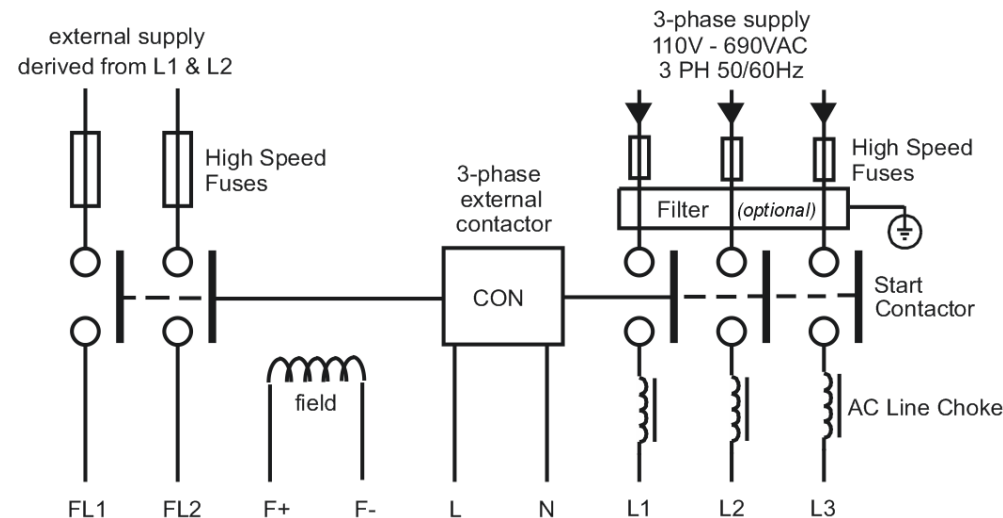 external supply
derived from L1 & L2
3-phase supply
110V - 690VAC
3 PH 50/60Hz
High Speed
Fuses
3-phase
external
contactor
High Speed
Fuses
Filter (optional)
CON
Start
Contactor
field
AC Line Choke
FL1 FL2 F+ F- L N L1 L2 L3